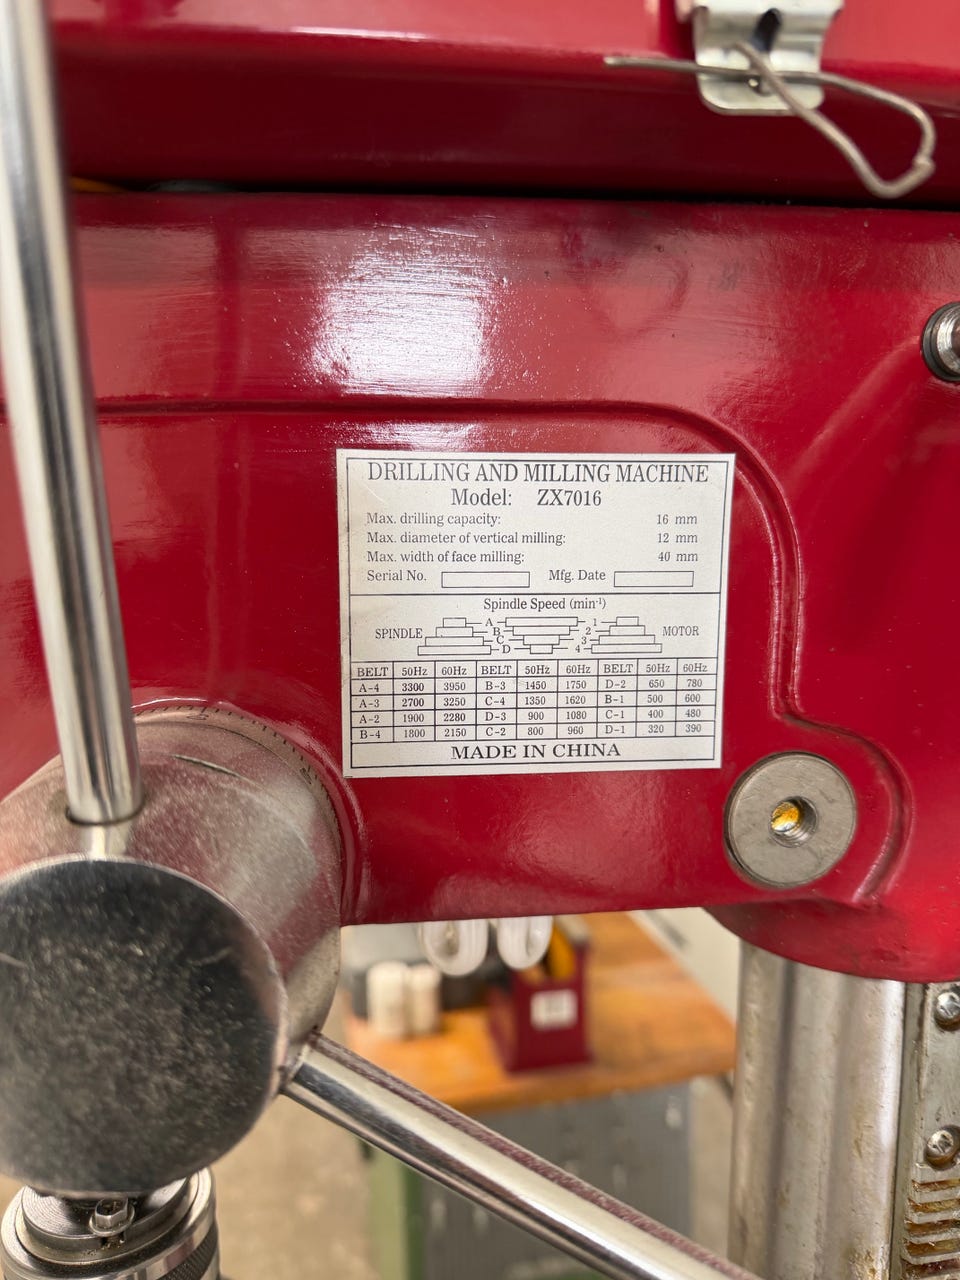 DRILLING AND MILLING MACHINE
Model: ZX7016
Max. drilling capacity: 16 mm
Max. diameter of vertical milling: 12 mm
Max. width of face milling: 40 mm
Serial No. Mfg. Date
Spindle Speed (min⁻¹)
A 1
SPINDLE B 2 MOTOR
C 3
D 4
BELT 50Hz 60Hz BELT 50Hz 60Hz BELT 50Hz 60Hz
A-4 3300 3950 B-3 1450 1750 D-2 650 780
A-3 2700 3250 C-4 1350 1620 B-1 500 600
A-2 1900 2280 D-3 900 1080 C-1 400 480
B-4 1800 2150 C-2 800 960 D-1 320 390
MADE IN CHINA